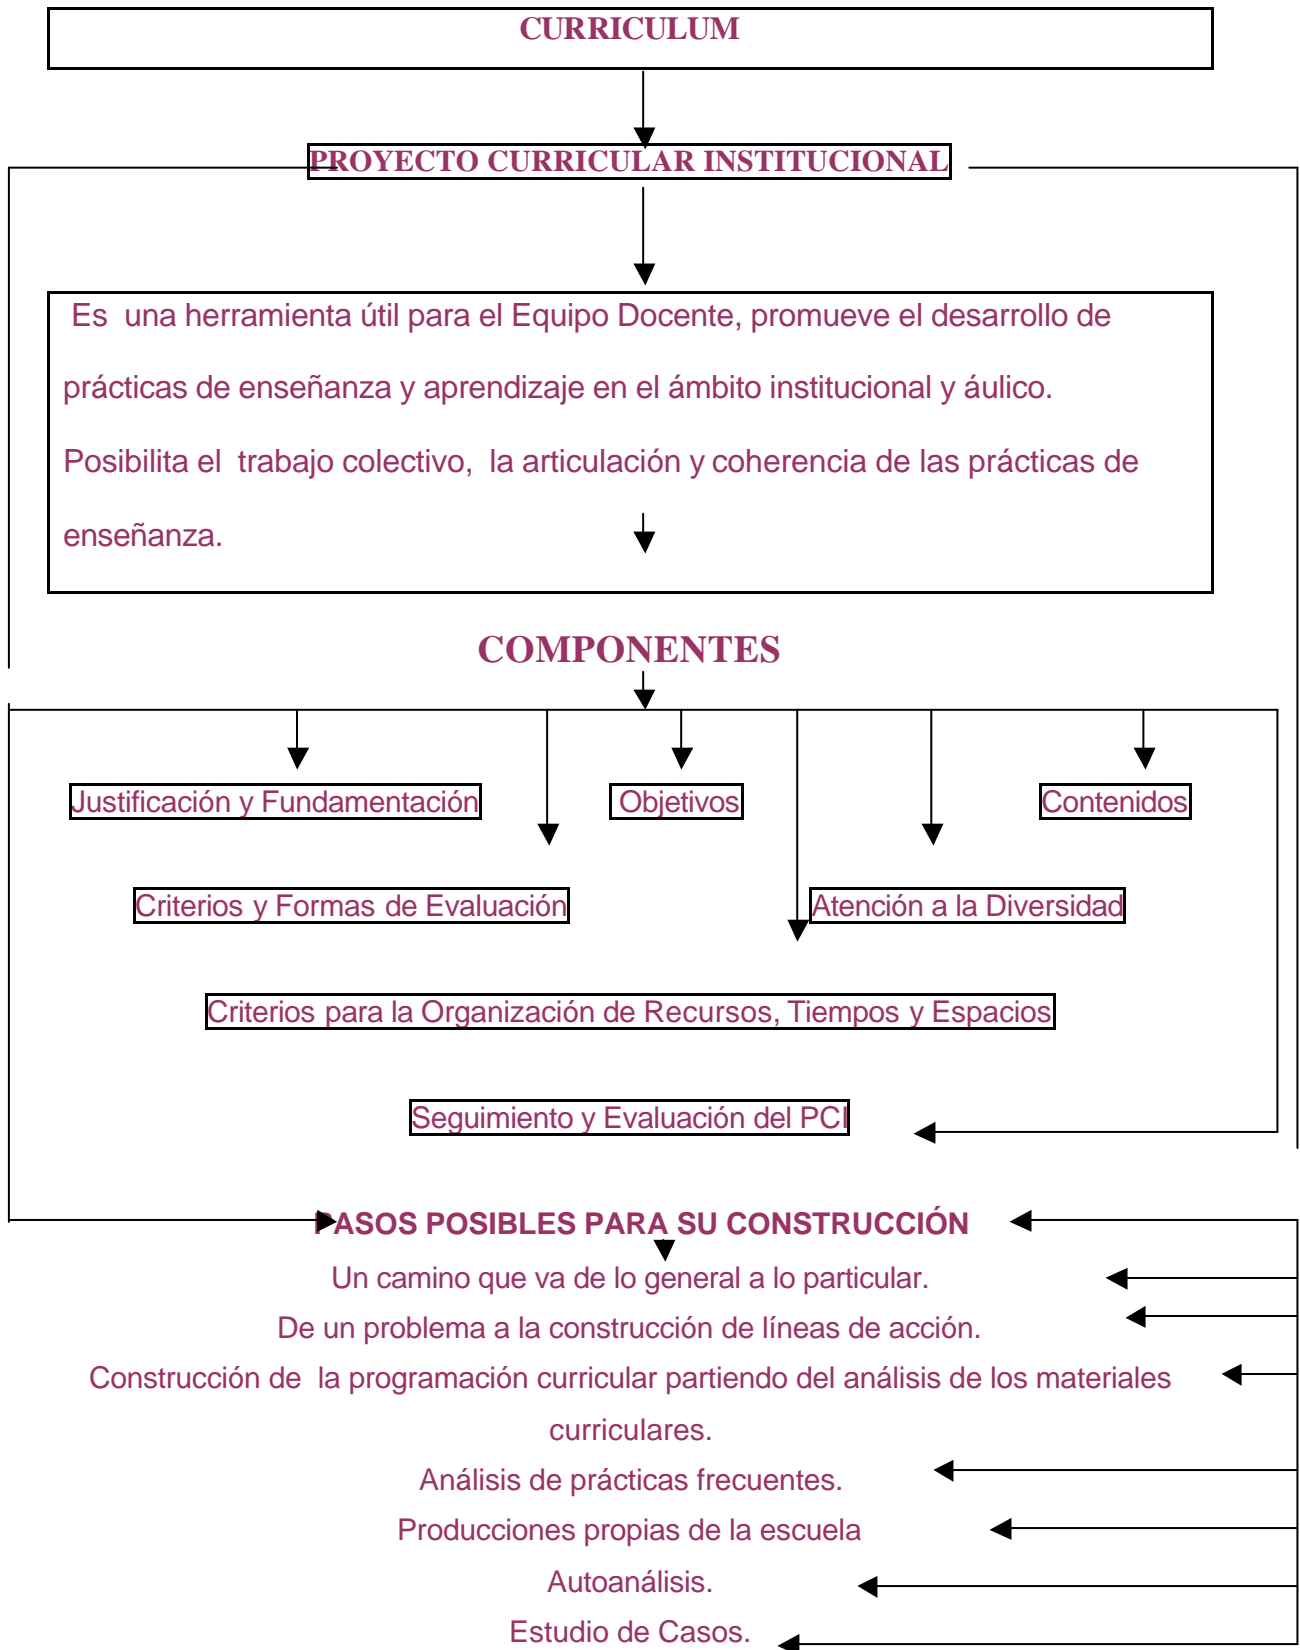 CURRICULUM
PROYECTO CURRICULAR INSTITUCIONAL
Es una herramienta útil para el Equipo Docente, promueve el desarrollo de
prácticas de enseñanza y aprendizaje en el ámbito institucional y áulico.
Posibilita el trabajo colectivo, la articulación y coherencia de las prácticas de
enseñanza.
COMPONENTES
Justificación y Fundamentación
Objetivos
Contenidos
Criterios y Formas de Evaluación
Atención a la Diversidad
Criterios para la Organización de Recursos, Tiempos y Espacios
Seguimiento y Evaluación del PCI
PASOS POSIBLES PARA SU CONSTRUCCIÓN
Un camino que va de lo general a lo particular.
De un problema a la construcción de líneas de acción.
Construcción de la programación curricular partiendo del análisis de los materiales
curriculares.
Análisis de prácticas frecuentes.
Producciones propias de la escuela
Autoanálisis.
Estudio de Casos.